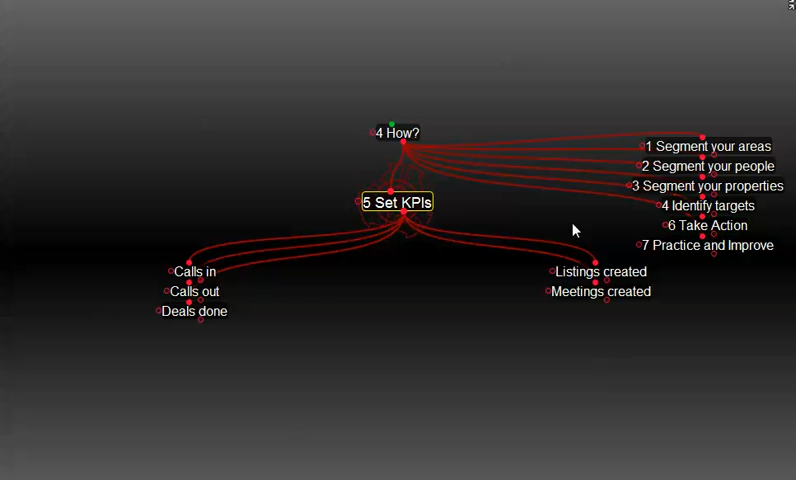 4 How?
1 Segment your areas
2 Segment your people
3 Segment your properties
5 Set KPIs
4 Identify targets
6 Take Action
7 Practice and Improve
Calls in
Listings created
Calls out
Meetings created
Deals done